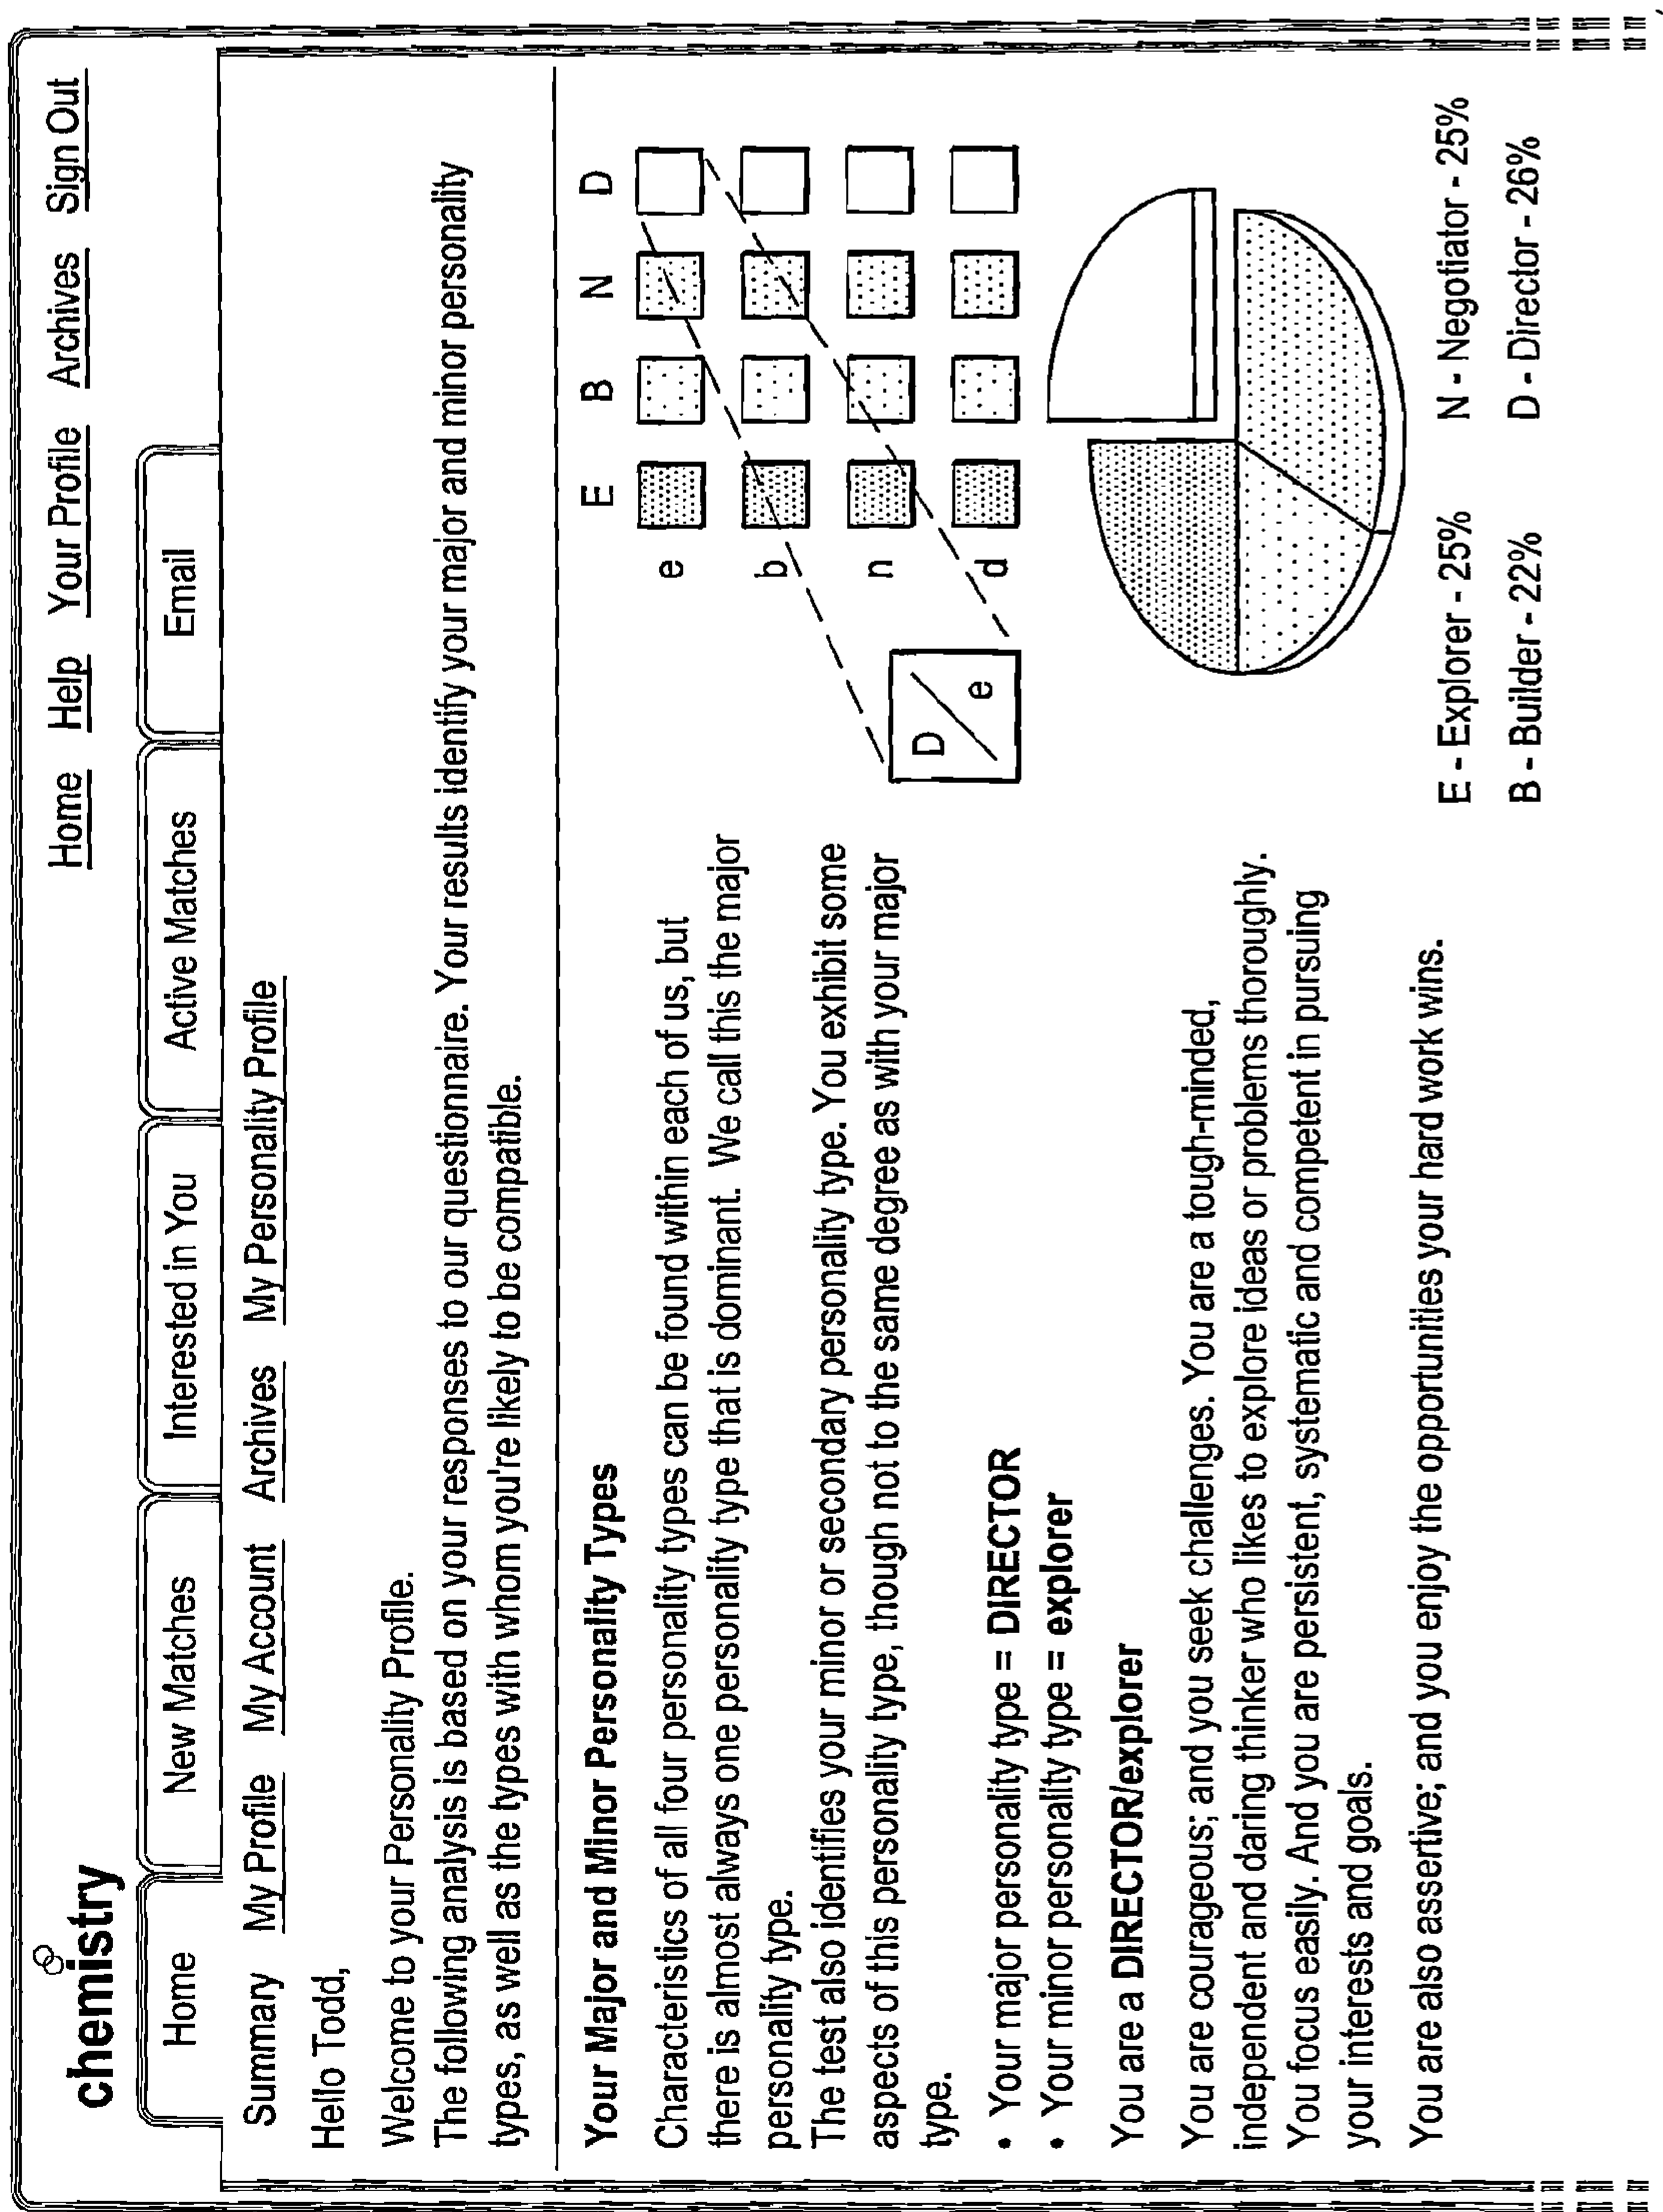 chemistry
Home Help Your Profile Archives Sign Out
Home New Matches Interested in You Active Matches Email
Summary My Profile My Account Archives My Personality Profile
Hello Todd,
Welcome to your Personality Profile.
The following analysis is based on your responses to our questionnaire. Your results identify your major and minor personality
types, as well as the types with whom you're likely to be compatible.
Your Major and Minor Personality Types
Characteristics of all four personality types can be found within each of us, but
there is almost always one personality type that is dominant. We call this the major
personality type.
The test also identifies your minor or secondary personality type. You exhibit some
aspects of this personality type, though not to the same degree as with your major
type.
• Your major personality type = DIRECTOR
• Your minor personality type = explorer
You are a DIRECTOR/explorer
You are courageous; and you seek challenges. You are a tough-minded,
independent and daring thinker who likes to explore ideas or problems thoroughly.
You focus easily. And you are persistent, systematic and competent in pursuing
your interests and goals.
You are also assertive; and you enjoy the opportunities your hard work wins.
E B N D
e
b
n
d
D/e
E - Explorer - 25% N - Negotiator - 25%
B - Builder - 22% D - Director - 26%